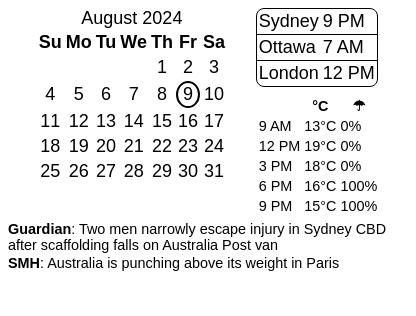 August 2024
Su Mo Tu We Th Fr Sa
1 2 3
4 5 6 7 8 9 10
11 12 13 14 15 16 17
18 19 20 21 22 23 24
25 26 27 28 29 30 31
Sydney 9 PM
Ottawa 7 AM
London 12 PM
°C ☂
9 AM 13°C 0%
12 PM 19°C 0%
3 PM 18°C 0%
6 PM 16°C 100%
9 PM 15°C 100%
Guardian: Two men narrowly escape injury in Sydney CBD
after scaffolding falls on Australia Post van
SMH: Australia is punching above its weight in Paris